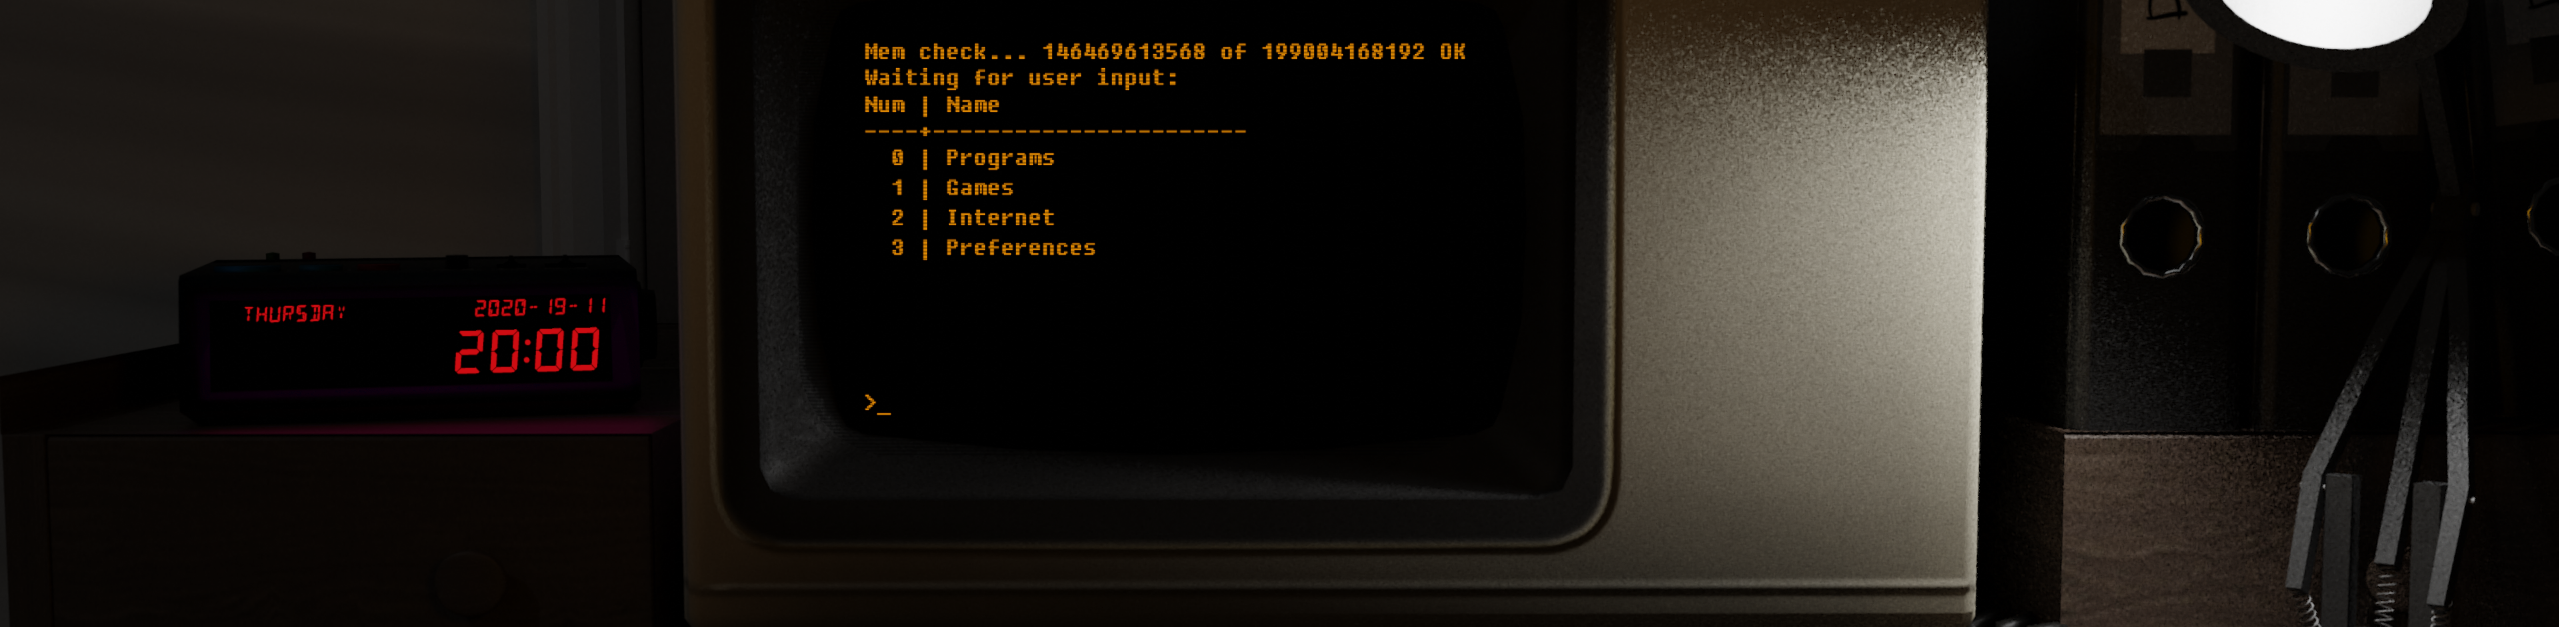 Mem check... 146469613568 of 199004168192 OK
Waiting for user input:
Num | Name
----+-----------------------
0 | Programs
1 | Games
2 | Internet
3 | Preferences
>_
THURSDAY
2020-19-11
20:00